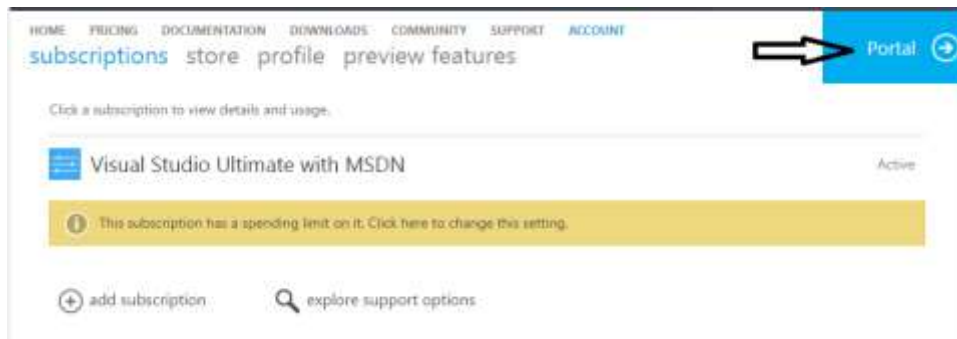 HOME PRICING DOCUMENTATION DOWNLOADS COMMUNITY SUPPORT ACCOUNT
subscriptions store profile preview features
Portal
Click a subscription to view details and usage.
Visual Studio Ultimate with MSDN
Active
This subscription has a spending limit on it. Click here to change this setting.
add subscription
explore support options